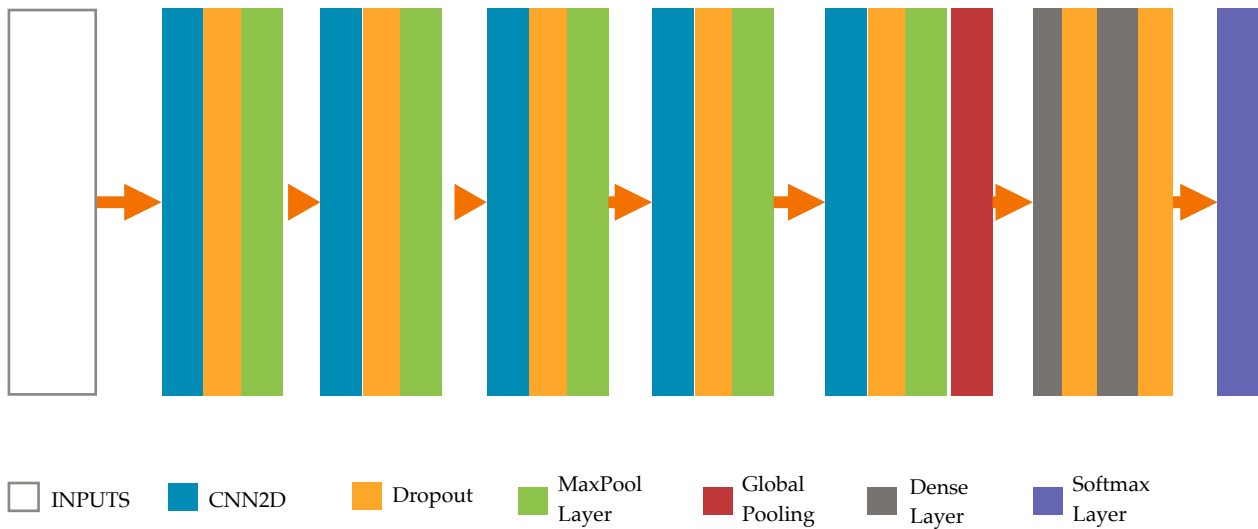 INPUTS
CNN2D
Dropout
MaxPool
Layer
Global
Pooling
Dense
Layer
Softmax
Layer